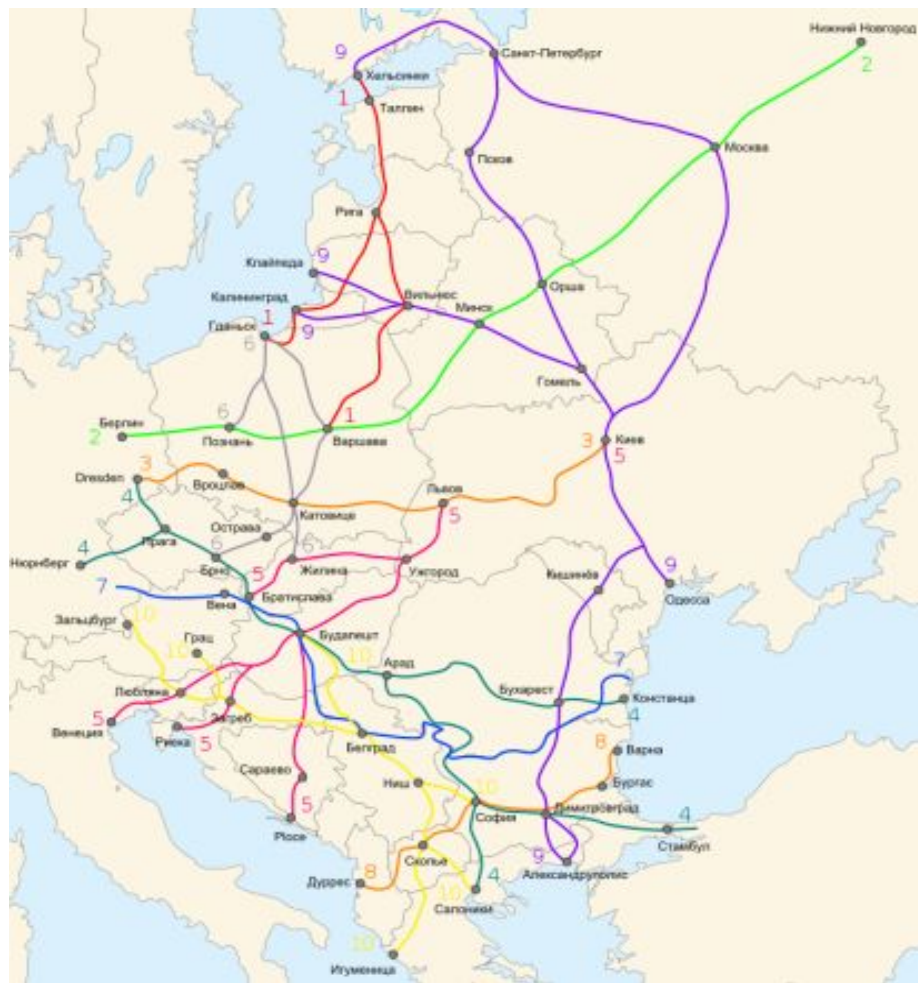 Нижний Новгород
2
9
Санкт-Петербург
Хельсинки
1
Таллин
Москва
Псков
Рига
Клайпеда
9
Калининград
Вильнюс
Минск
Орша
Гданьск
1
9
6
Гомель
Берлин
2
6
Познань
1
Варшава
3
Киев
5
Dresden
3
4
Вроцлав
Катовице
Львов
5
Острава
Прага
Нюрнберг
4
Брно
6
6
Жилина
Ужгород
5
Братислава
7
Вена
Кишинёв
9
Одесса
Зальцбург
10
Грац
10
Будапешт
10
Арад
7
Любляна
Бухарест
Констанца
4
Венеция
5
Загреб
Риека
5
Белград
8
Варна
Сараево
5
Ниш
10
Бургас
Ploce
София
Димитровград
4
Стамбул
Скопье
9
Александруполис
Дуррес
8
10
4
Салоники
10
Игуменица